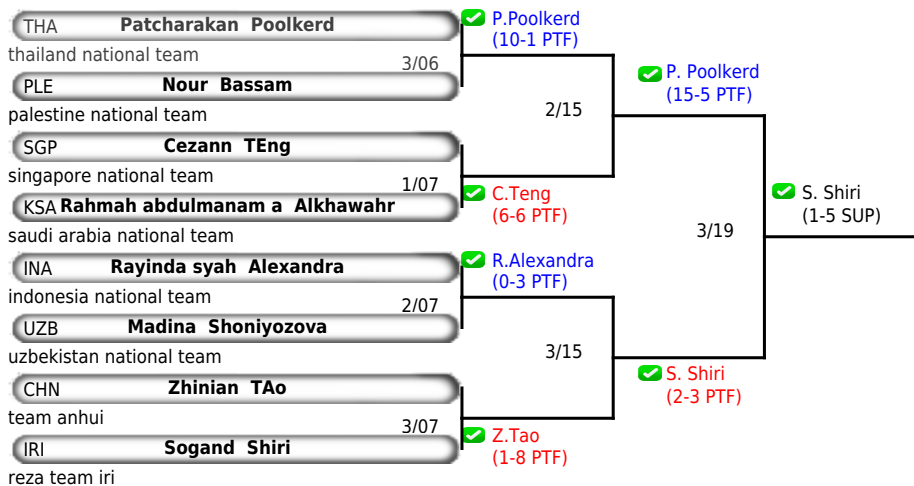 THA Patcharakan Poolkerd
thailand national team
3/06
PLE Nour Bassam
palestine national team
SGP Cezann TEng
singapore national team
1/07
KSA Rahmah abdulmanam a Alkhawahr
saudi arabia national team
INA Rayinda syah Alexandra
indonesia national team
2/07
UZB Madina Shoniyozova
uzbekistan national team
CHN Zhinian TAo
team anhui
3/07
IRI Sogand Shiri
reza team iri
P.Poolkerd
(10-1 PTF)
2/15
C.Teng
(6-6 PTF)
R.Alexandra
(0-3 PTF)
3/15
Z.Tao
(1-8 PTF)
P. Poolkerd
(15-5 PTF)
3/19
S. Shiri
(2-3 PTF)
S. Shiri
(1-5 SUP)